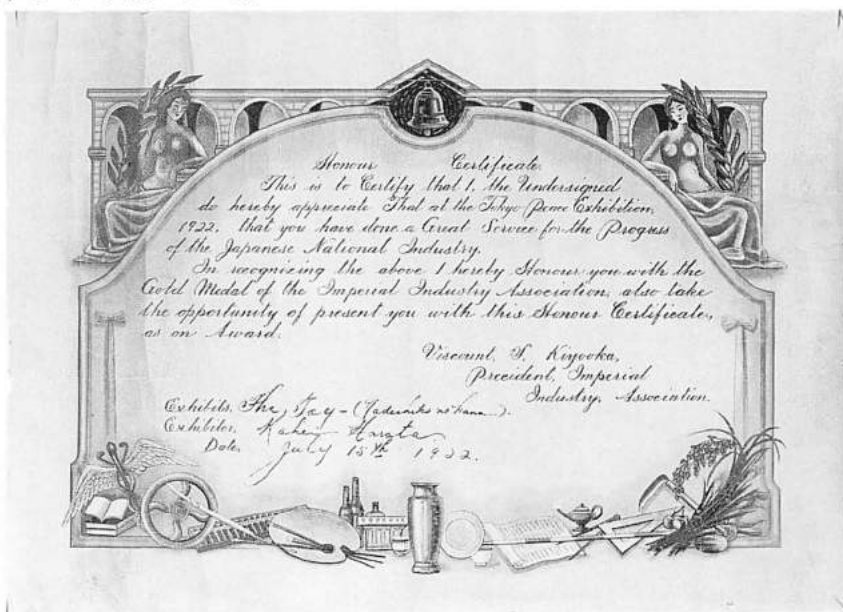 Honour Certificate.
This is to Certify that I, the Undersigned
do hereby appreciate That at the Tokyo Peace Exhibition,
1922, that you have done a Great Service for the Progress
of the Japanese National Industry.
In recognizing the above I hereby Honour you with the
Gold Medal of the Imperial Industry Association, also take
the opportunity of present you with this Honour Certificate,
as an Award.
Viscount, Kiyooka,
Precident, Imperial
Industry, Association.
Exhibits, The, Toy -
Exhibitor,
Date, July 15th 1922.